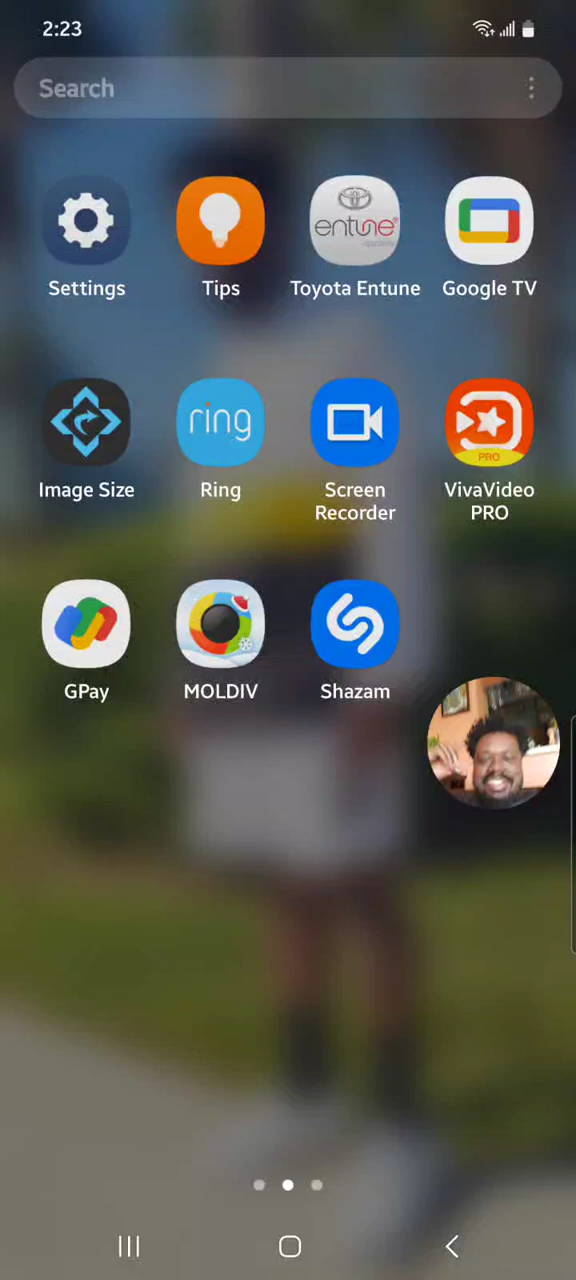 2:23
Search
entune
Settings
Tips
Toyota Entune
Google TV
ring
PRO
Image Size
Ring
Screen
Recorder
VivaVideo
PRO
GPay
MOLDIV
Shazam